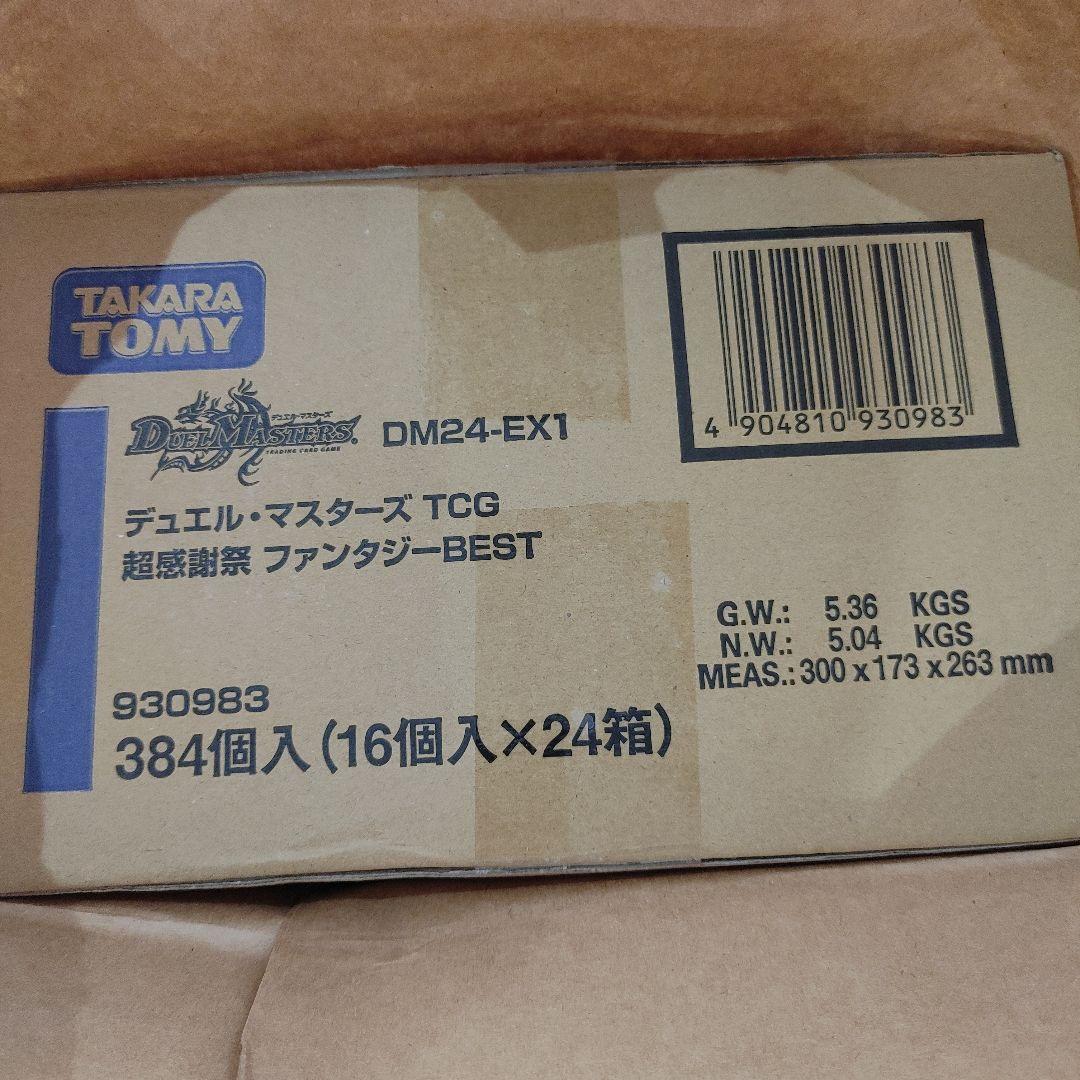 TAKARA
TOMY
デュエル・マスターズ
DUEL MASTERS
TRADING CARD GAME
DM24-EX1
デュエル・マスターズ TCG
超感謝祭 ファンタジーBEST
930983
384個入(16個入×24箱)
4 904810 930983
G.W.: 5.36 KGS
N.W.: 5.04 KGS
MEAS.: 300 x 173 x 263 mm